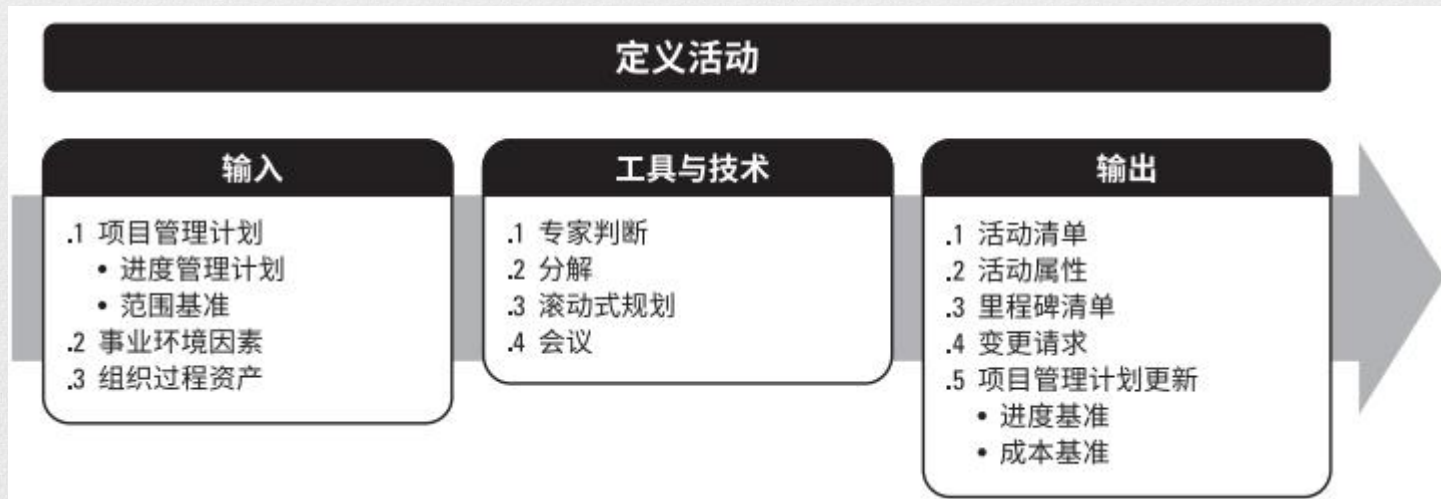 定义活动
输入
.1 项目管理计划
• 进度管理计划
• 范围基准
.2 事业环境因素
.3 组织过程资产
工具与技术
.1 专家判断
.2 分解
.3 滚动式规划
.4 会议
输出
.1 活动清单
.2 活动属性
.3 里程碑清单
.4 变更请求
.5 项目管理计划更新
• 进度基准
• 成本基准